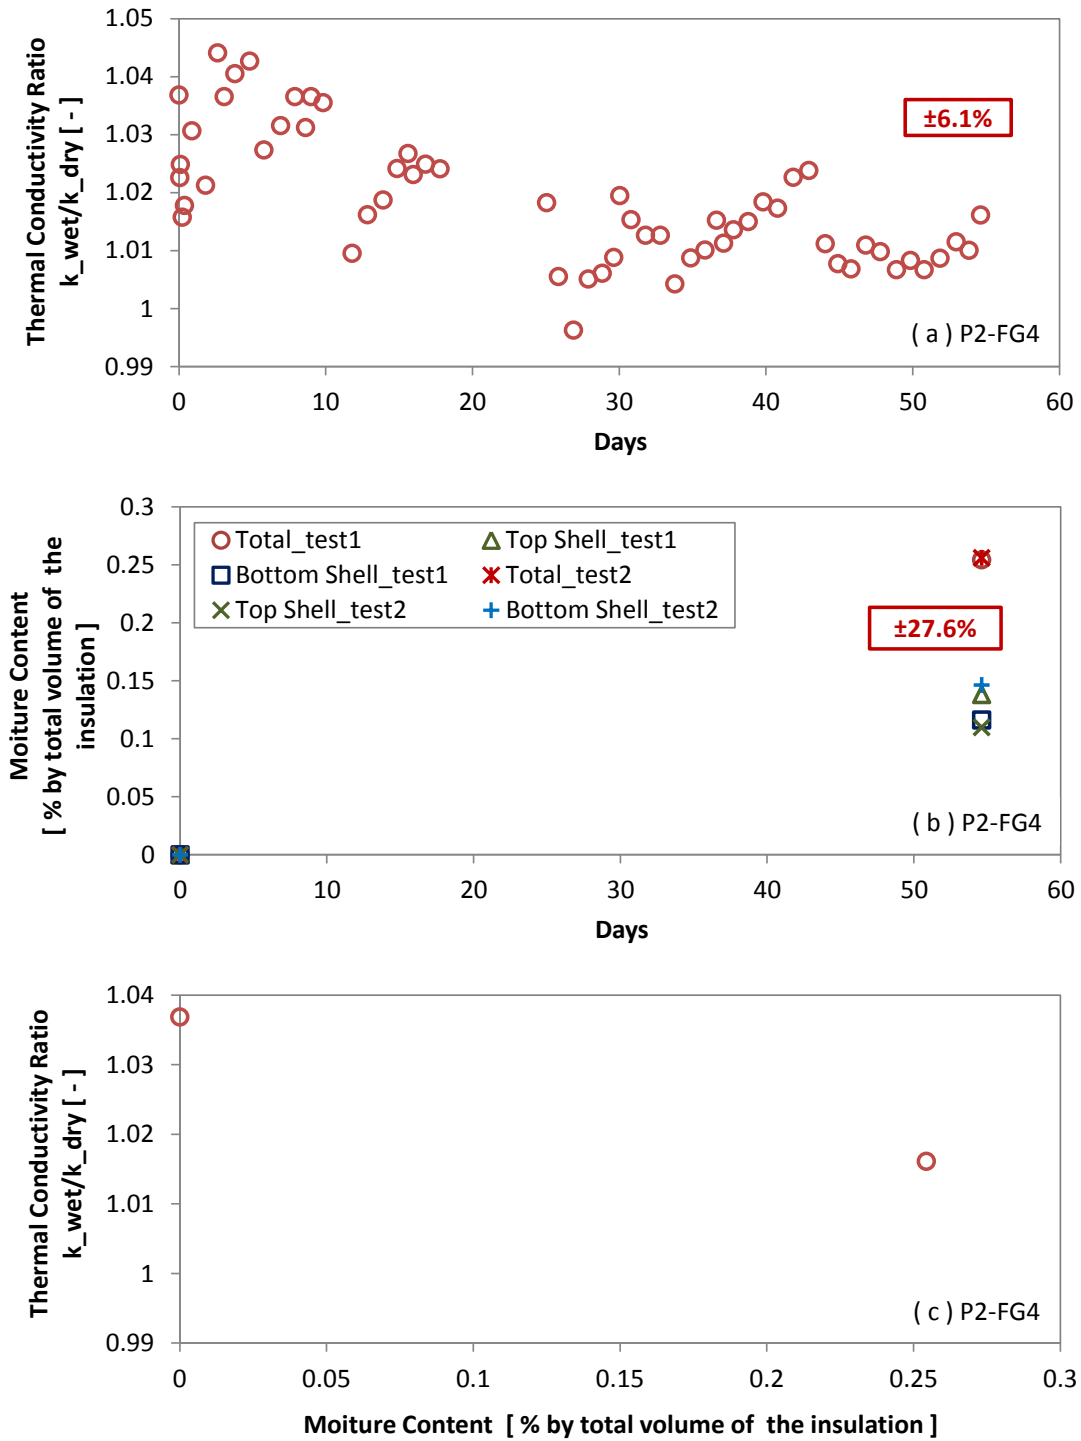 Thermal Conductivity Ratio
k_wet/k_dry [ - ]
1.05
1.04
1.03
1.02
1.01
1
0.99
±6.1%
( a ) P2-FG4
0 10 20 30 40 50 60
Days
Moiture Content
[ % by total volume of the
insulation ]
0.3
0.25
0.2
0.15
0.1
0.05
0
Total_test1 Top Shell_test1
Bottom Shell_test1 Total_test2
Top Shell_test2 Bottom Shell_test2
±27.6%
( b ) P2-FG4
0 10 20 30 40 50 60
Days
Thermal Conductivity Ratio
k_wet/k_dry [ - ]
1.04
1.03
1.02
1.01
1
0.99
( c ) P2-FG4
0 0.05 0.1 0.15 0.2 0.25 0.3
Moiture Content [ % by total volume of the insulation ]